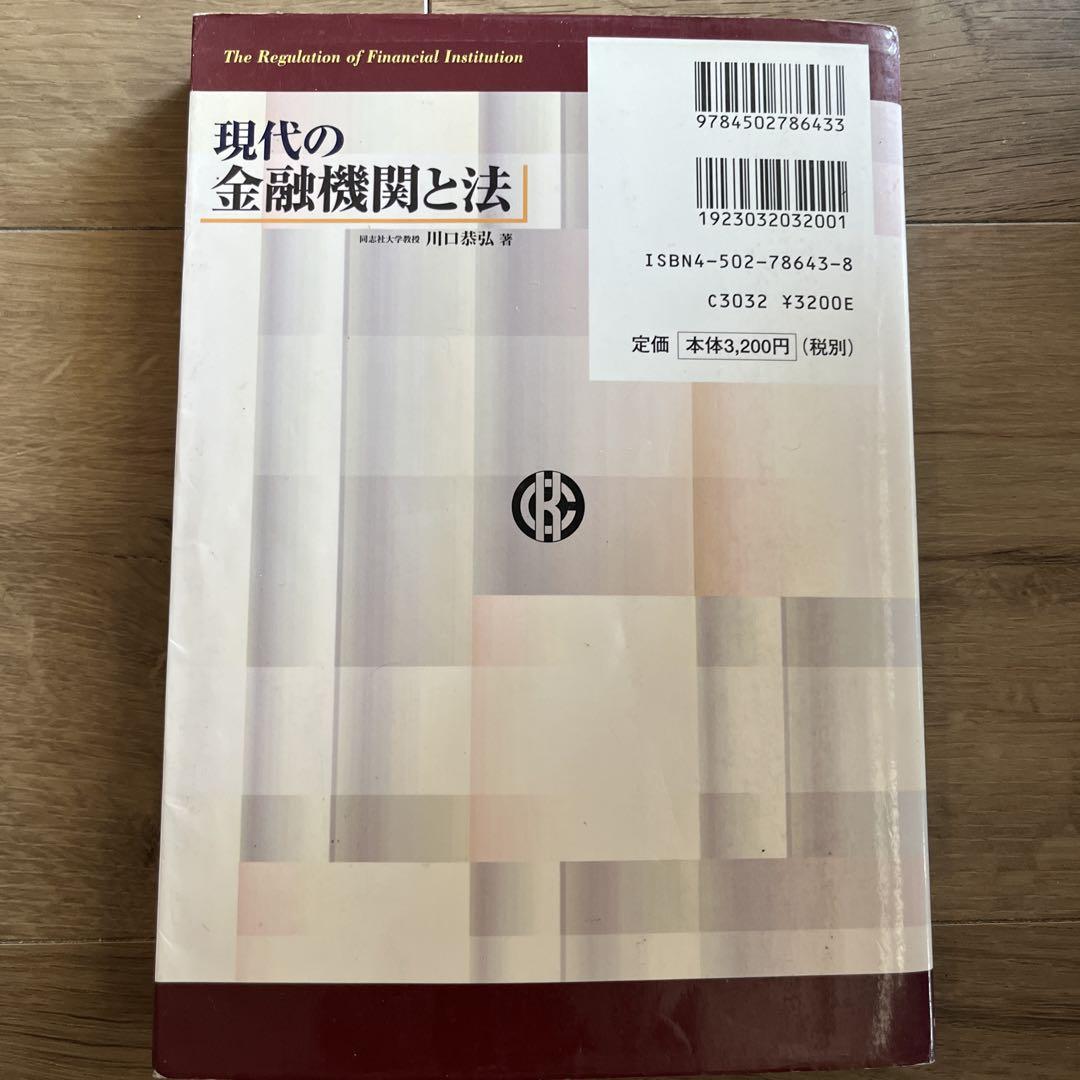 The Regulation of Financial Institution
現代の
金融機関と法
同志社大学教授 川口恭弘 著
9784502786433
1923032032001
ISBN4-502-78643-8
C3032 ¥3200E
定価 本体3,200円 (税別)